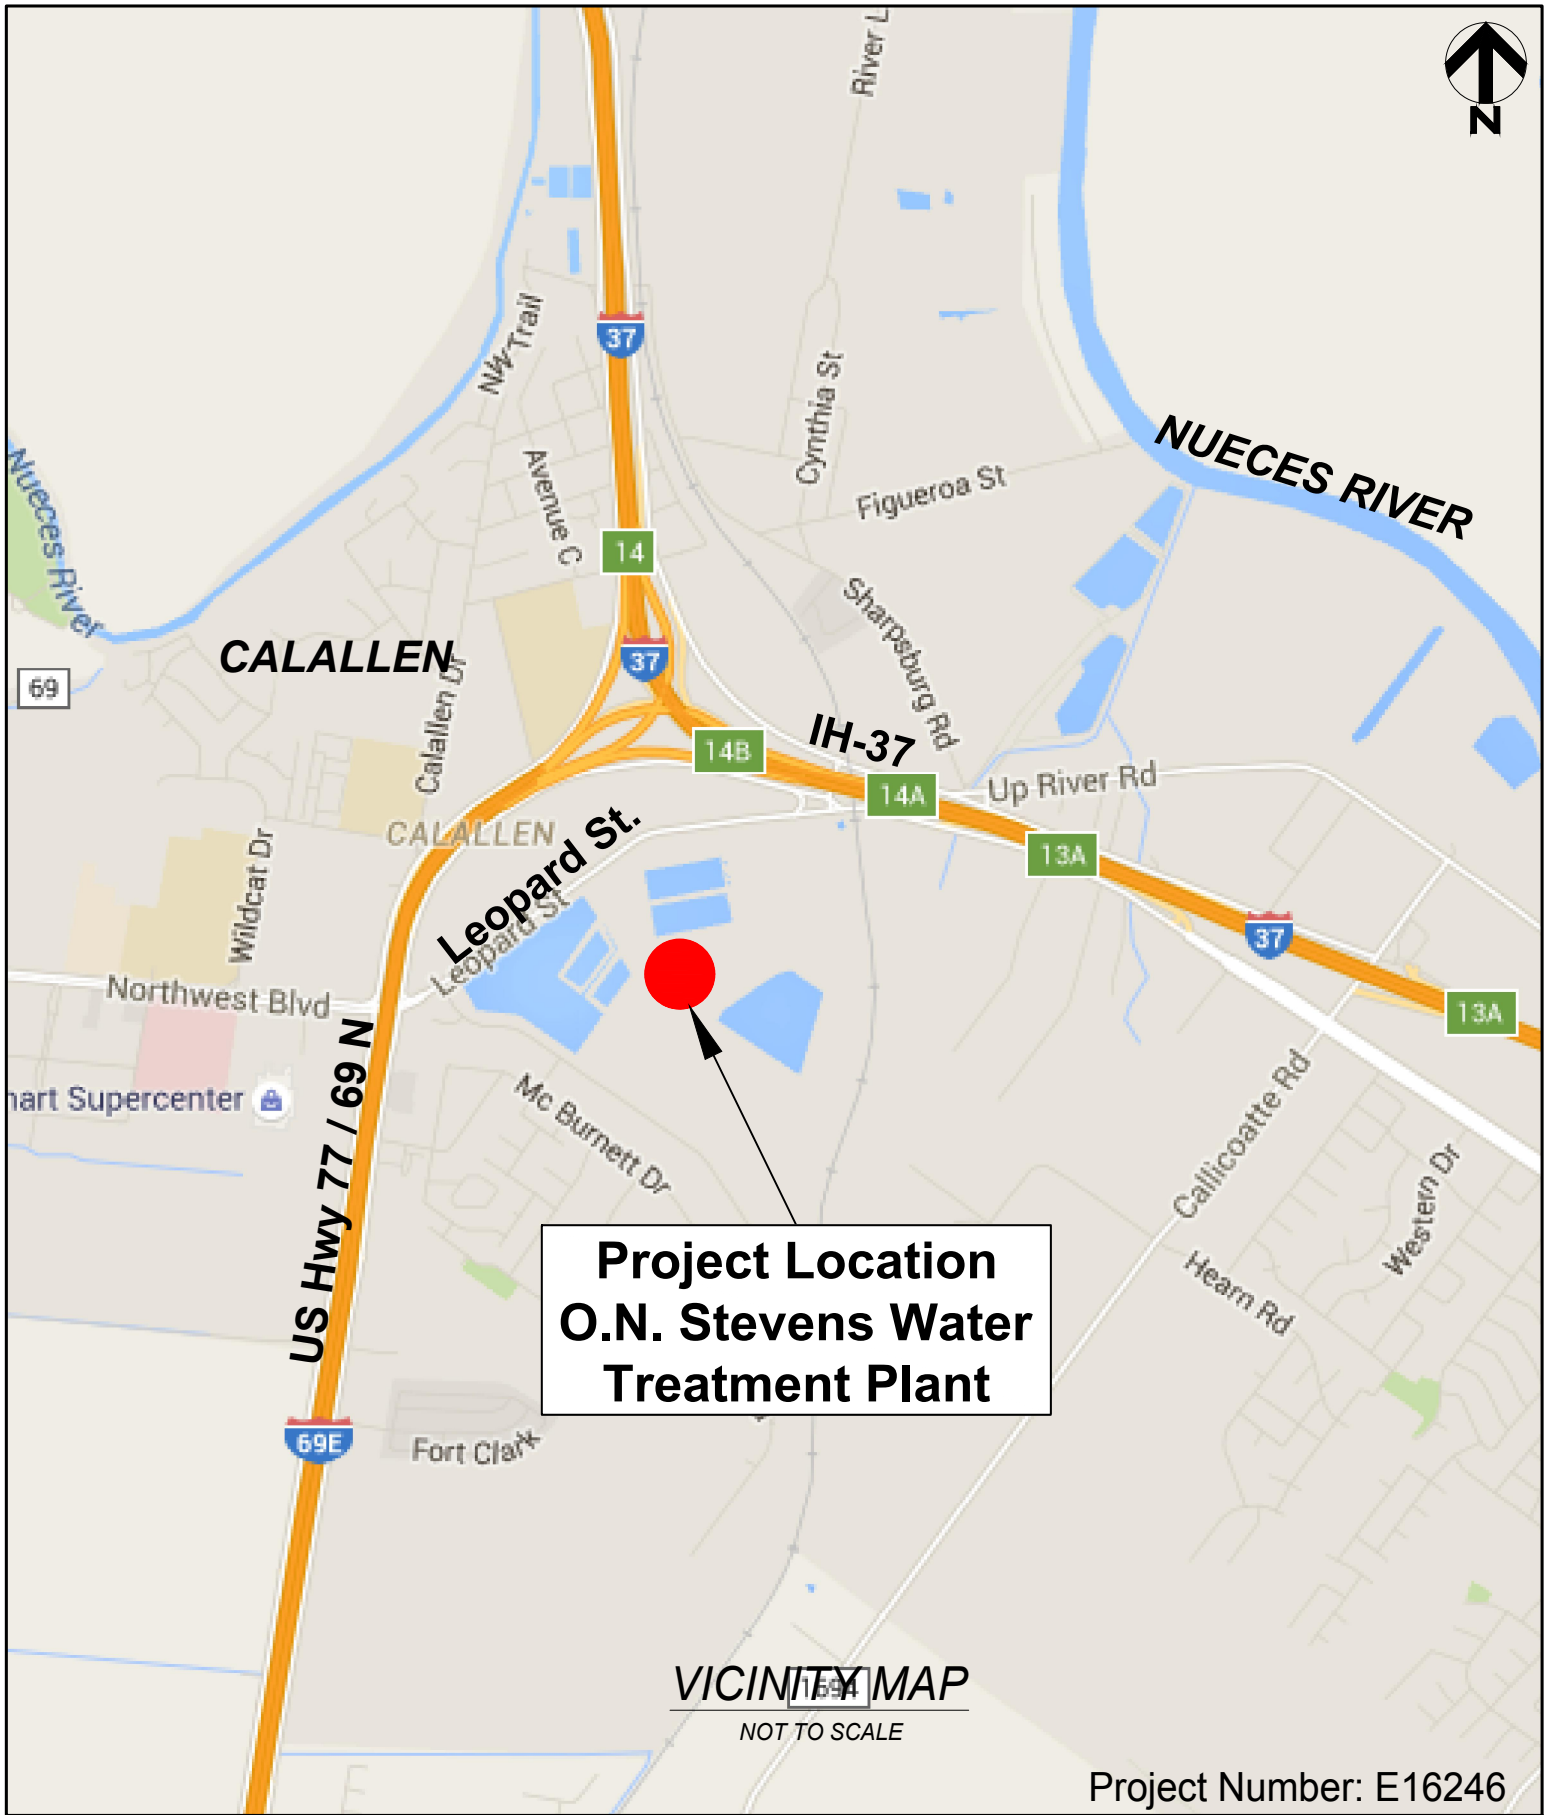 River L
N
37
NW Trail
Cynthia St
NUECES RIVER
Nueces River
Avenue C
Figueroa St
14
Sharpsburg Rd
CALALLEN
37
69
Calallen Dr
IH-37
14B
14A
Up River Rd
CALALLEN
Leopard St.
13A
Wildcat Dr
Leopard St
37
Northwest Blvd
13A
US Hwy 77 / 69 N
mart Supercenter
Mc Burnett Dr
Callicoatte Rd
Western Dr
Hearn Rd
Project Location
O.N. Stevens Water
Treatment Plant
69E
Fort Clark
VICINITY MAP
1694
NOT TO SCALE
Project Number: E16246